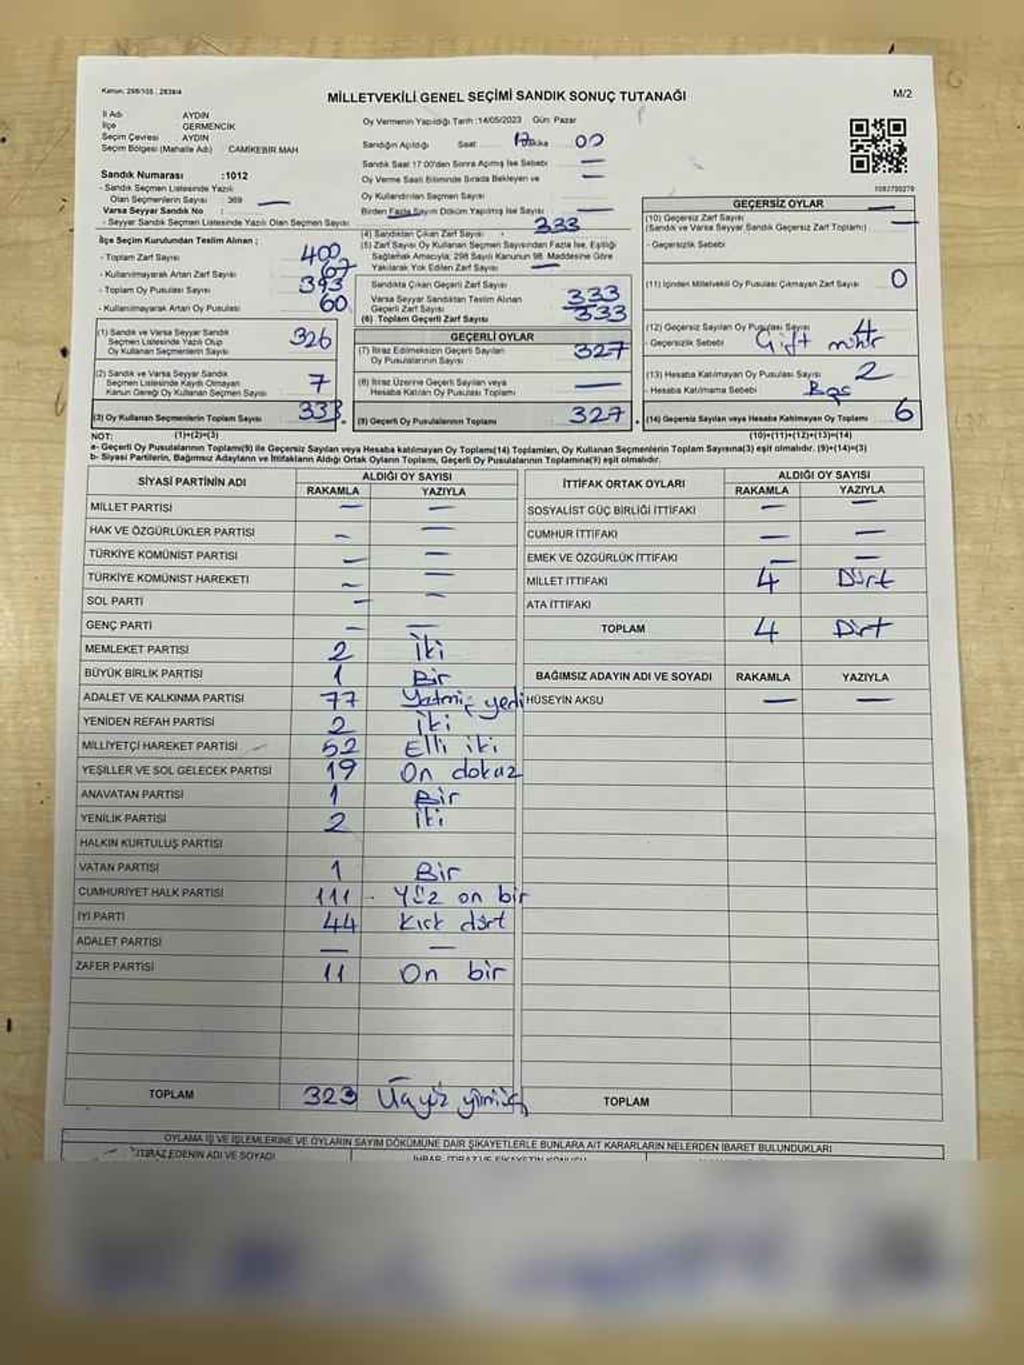 Kanun: 298/105 ; 2839/4
MİLLETVEKİLİ GENEL SEÇİMİ SANDIK SONUÇ TUTANAĞI
M/2
İl Adı AYDIN
İlçe GERMENCİK
Seçim Çevresi AYDIN
Seçim Bölgesi (Mahalle Adı) CAMİKEBİR MAH
Oy Vermenin Yapıldığı Tarih :14/05/2023 Gün: Pazar
Sandığın Açıldığı Saat 17 Dakika 00
Sandık Saat 17:00'den Sonra Açılmış İse Sebebi —
Oy Verme Saati Bitiminde Sırada Bekleyen ve —
Oy Kullandırılan Seçmen Sayısı
Birden Fazla Sayım Döküm Yapılmış İse Sayısı —
Sandık Numarası :1012
- Sandık Seçmen Listesinde Yazılı
Olan Seçmenlerin Sayısı : 369 —
Varsa Seyyar Sandık No :
- Seyyar Sandık Seçmen Listesinde Yazılı Olan Seçmen Sayısı
İlçe Seçim Kurulundan Teslim Alınan ;
- Toplam Zarf Sayısı 400
- Kullanılmayarak Artan Zarf Sayısı 67
- Toplam Oy Pusulası Sayısı 393
- Kullanılmayarak Artan Oy Pusulası 60
(4) Sandıktan Çıkan Zarf Sayısı 333
(5) Zarf Sayısı Oy Kullanan Seçmen Sayısından Fazla İse, Eşitliği
Sağlamak Amacıyla; 298 Sayılı Kanunun 98. Maddesine Göre
Yakılarak Yok Edilen Zarf Sayısı —
Sandıkta Çıkan Geçerli Zarf Sayısı 333
Varsa Seyyar Sandıktan Teslim Alınan
Geçerli Zarf Sayısı
(6) Toplam Geçerli Zarf Sayısı 333
1082700279
GEÇERSİZ OYLAR —
(10) Geçersiz Zarf Sayısı —
(Sandık ve Varsa Seyyar Sandık Geçersiz Zarf Toplamı)
- Geçersizlik Sebebi
(11) İçinden Milletvekili Oy Pusulası Çıkmayan Zarf Sayısı 0
(12) Geçersiz Sayılan Oy Pusulası Sayısı 4
- Geçersizlik Sebebi Çift mühür
(13) Hesaba Katılmayan Oy Pusulası Sayısı 2
- Hesaba Katılmama Sebebi Boş
(14) Geçersiz Sayılan veya Hesaba Katılmayan Oy Toplamı 6
(10)+(11)+(12)+(13)=(14)
(1) Sandık ve Varsa Seyyar Sandık
Seçmen Listesinde Yazılı Olup
Oy Kullanan Seçmenlerin Sayısı 326
(2) Sandık ve Varsa Seyyar Sandık
Seçmen Listesinde Kaydı Olmayan
Kanun Gereği Oy Kullanan Seçmen Sayısı 7
(3) Oy Kullanan Seçmenlerin Toplam Sayısı 333
GEÇERLİ OYLAR
(7) İtiraz Edilmeksizin Geçerli Sayılan
Oy Pusulalarının Sayısı 327
(8) İtiraz Üzerine Geçerli Sayılan veya
Hesaba Katılan Oy Pusulaları Toplamı —
(9) Geçerli Oy Pusulalarının Toplamı 327
NOT: (1)+(2)=(3)
a- Geçerli Oy Pusulalarının Toplamı(9) ile Geçersiz Sayılan veya Hesaba katılmayan Oy Toplamı(14) Toplamları, Oy Kullanan Seçmenlerin Toplam Sayısına(3) eşit olmalıdır. (9)+(14)=(3)
b- Siyasi Partilerin, Bağımsız Adayların ve İttifakların Aldığı Ortak Oyların Toplamı, Geçerli Oy Pusulalarının Toplamına(9) eşit olmalıdır.
SİYASİ PARTİNİN ADI ALDIĞI OY SAYISI
RAKAMLA YAZIYLA
MİLLET PARTİSİ — —
HAK VE ÖZGÜRLÜKLER PARTİSİ — —
TÜRKİYE KOMÜNİST PARTİSİ — —
TÜRKİYE KOMÜNİST HAREKETİ — —
SOL PARTİ — —
GENÇ PARTİ — —
MEMLEKET PARTİSİ 2 İki
BÜYÜK BİRLİK PARTİSİ 1 Bir
ADALET VE KALKINMA PARTİSİ 77 Yetmiş yedi
YENİDEN REFAH PARTİSİ 2 İki
MİLLİYETÇİ HAREKET PARTİSİ 52 Elli iki
YEŞİLLER VE SOL GELECEK PARTİSİ 19 On dokuz
ANAVATAN PARTİSİ 1 Bir
YENİLİK PARTİSİ 2 İki
HALKIN KURTULUŞ PARTİSİ
VATAN PARTİSİ 1 Bir
CUMHURİYET HALK PARTİSİ 111 - Yüz on bir
İYİ PARTİ 44 Kırk dört
ADALET PARTİSİ — —
ZAFER PARTİSİ 11 On bir
TOPLAM 323
İTTİFAK ORTAK OYLARI ALDIĞI OY SAYISI
RAKAMLA YAZIYLA
SOSYALİST GÜÇ BİRLİĞİ İTTİFAKI — —
CUMHUR İTTİFAKI — —
EMEK VE ÖZGÜRLÜK İTTİFAKI — —
MİLLET İTTİFAKI 4 Dört
ATA İTTİFAKI
TOPLAM 4 Dört
BAĞIMSIZ ADAYIN ADI VE SOYADI RAKAMLA YAZIYLA
HÜSEYİN AKSU — —
TOPLAM
OYLAMA İŞ VE İŞLEMLERİNE VE OYLARIN SAYIM DÖKÜMÜNE DAİR ŞİKAYETLERLE BUNLARA AİT KARARLARIN NELERDEN İBARET BULUNDUKLARI
İTİRAZ EDENİN ADI VE SOYADI
İHBAR, İTİRAZ VE ŞİKAYETİN KONUSU